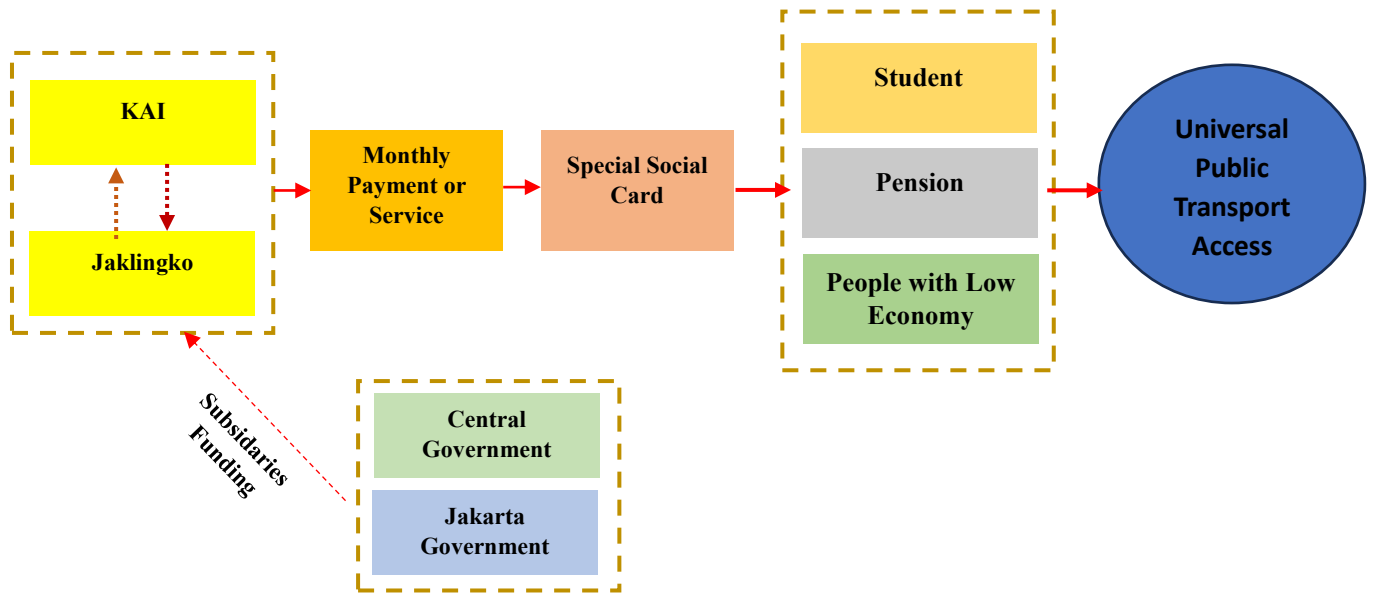 KAI
Jaklingko
Monthly
Payment or
Service
Special Social
Card
Student
Pension
People with Low
Economy
Universal
Public
Transport
Access
Subsidaries
Funding
Central
Government
Jakarta
Government